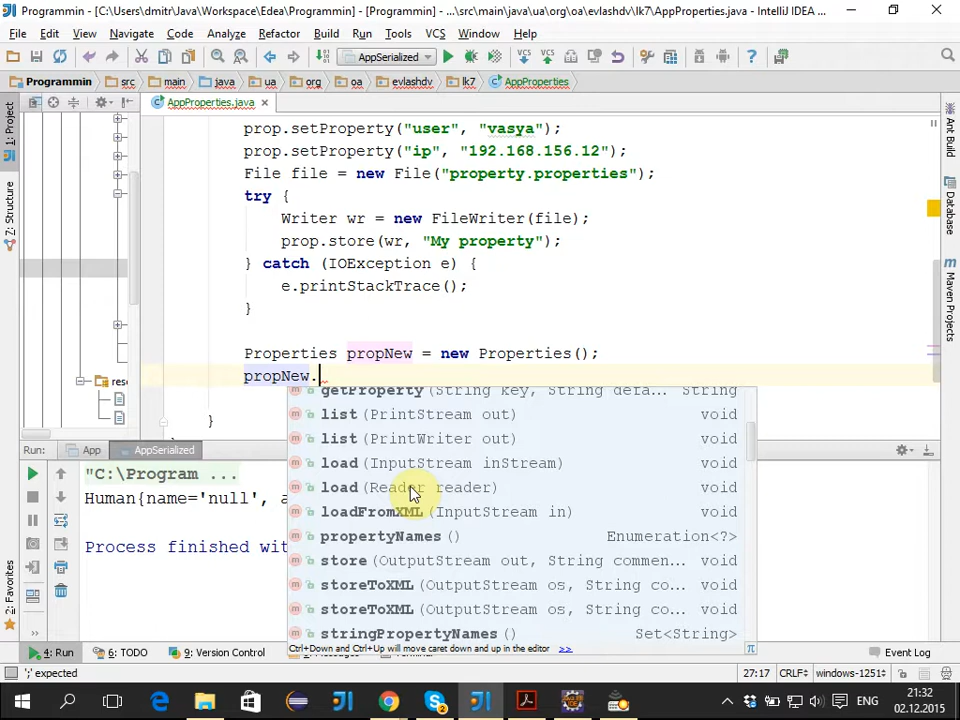 Programmin - [C:\Users\dmitr\Java\Workspace\Edea\Programmin] - [Programmin] - ...\src\main\java\ua\org\oa\evlashdv\lk7\AppProperties.java - IntelliJ IDEA ...
File Edit View Navigate Code Analyze Refactor Build Run Tools VCS Window Help
AppSerialized
Programmin src main java ua org oa evlashdv lk7 AppProperties
AppProperties.java
1: Project
7: Structure
2: Favorites
Ant Build
Database
Maven Projects
prop.setProperty("user", "vasya");
prop.setProperty("ip", "192.168.156.12");
File file = new File("property.properties");
try {
Writer wr = new FileWriter(file);
prop.store(wr, "My property");
} catch (IOException e) {
e.printStackTrace();
}
Properties propNew = new Properties();
propNew.
}
res
getProperty(String key, String defa... String
list(PrintStream out) void
list(PrintWriter out) void
load(InputStream inStream) void
load(Reader reader) void
loadFromXML(InputStream in) void
propertyNames() Enumeration<?>
store(OutputStream out, String commen... void
storeToXML(OutputStream os, String co... void
storeToXML(OutputStream os, String co... void
stringPropertyNames() Set<String>
Ctrl+Down and Ctrl+Up will move caret down and up in the editor >>
Run: App AppSerialized
"C:\Program ...
Human{name='null', a
Process finished wit
4: Run 6: TODO 9: Version Control Event Log
';' expected 27:17 CRLF÷ windows-1251÷
ENG 21:32
02.12.2015